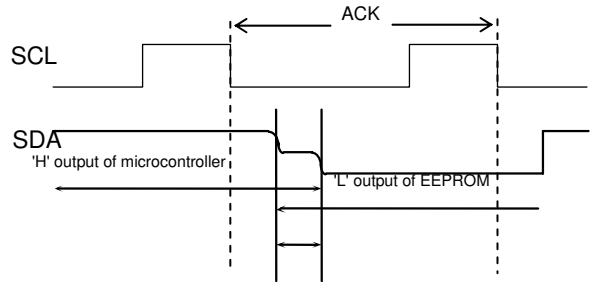 ACK
SCL
SDA
'H' output of microcontroller
'L' output of EEPROM